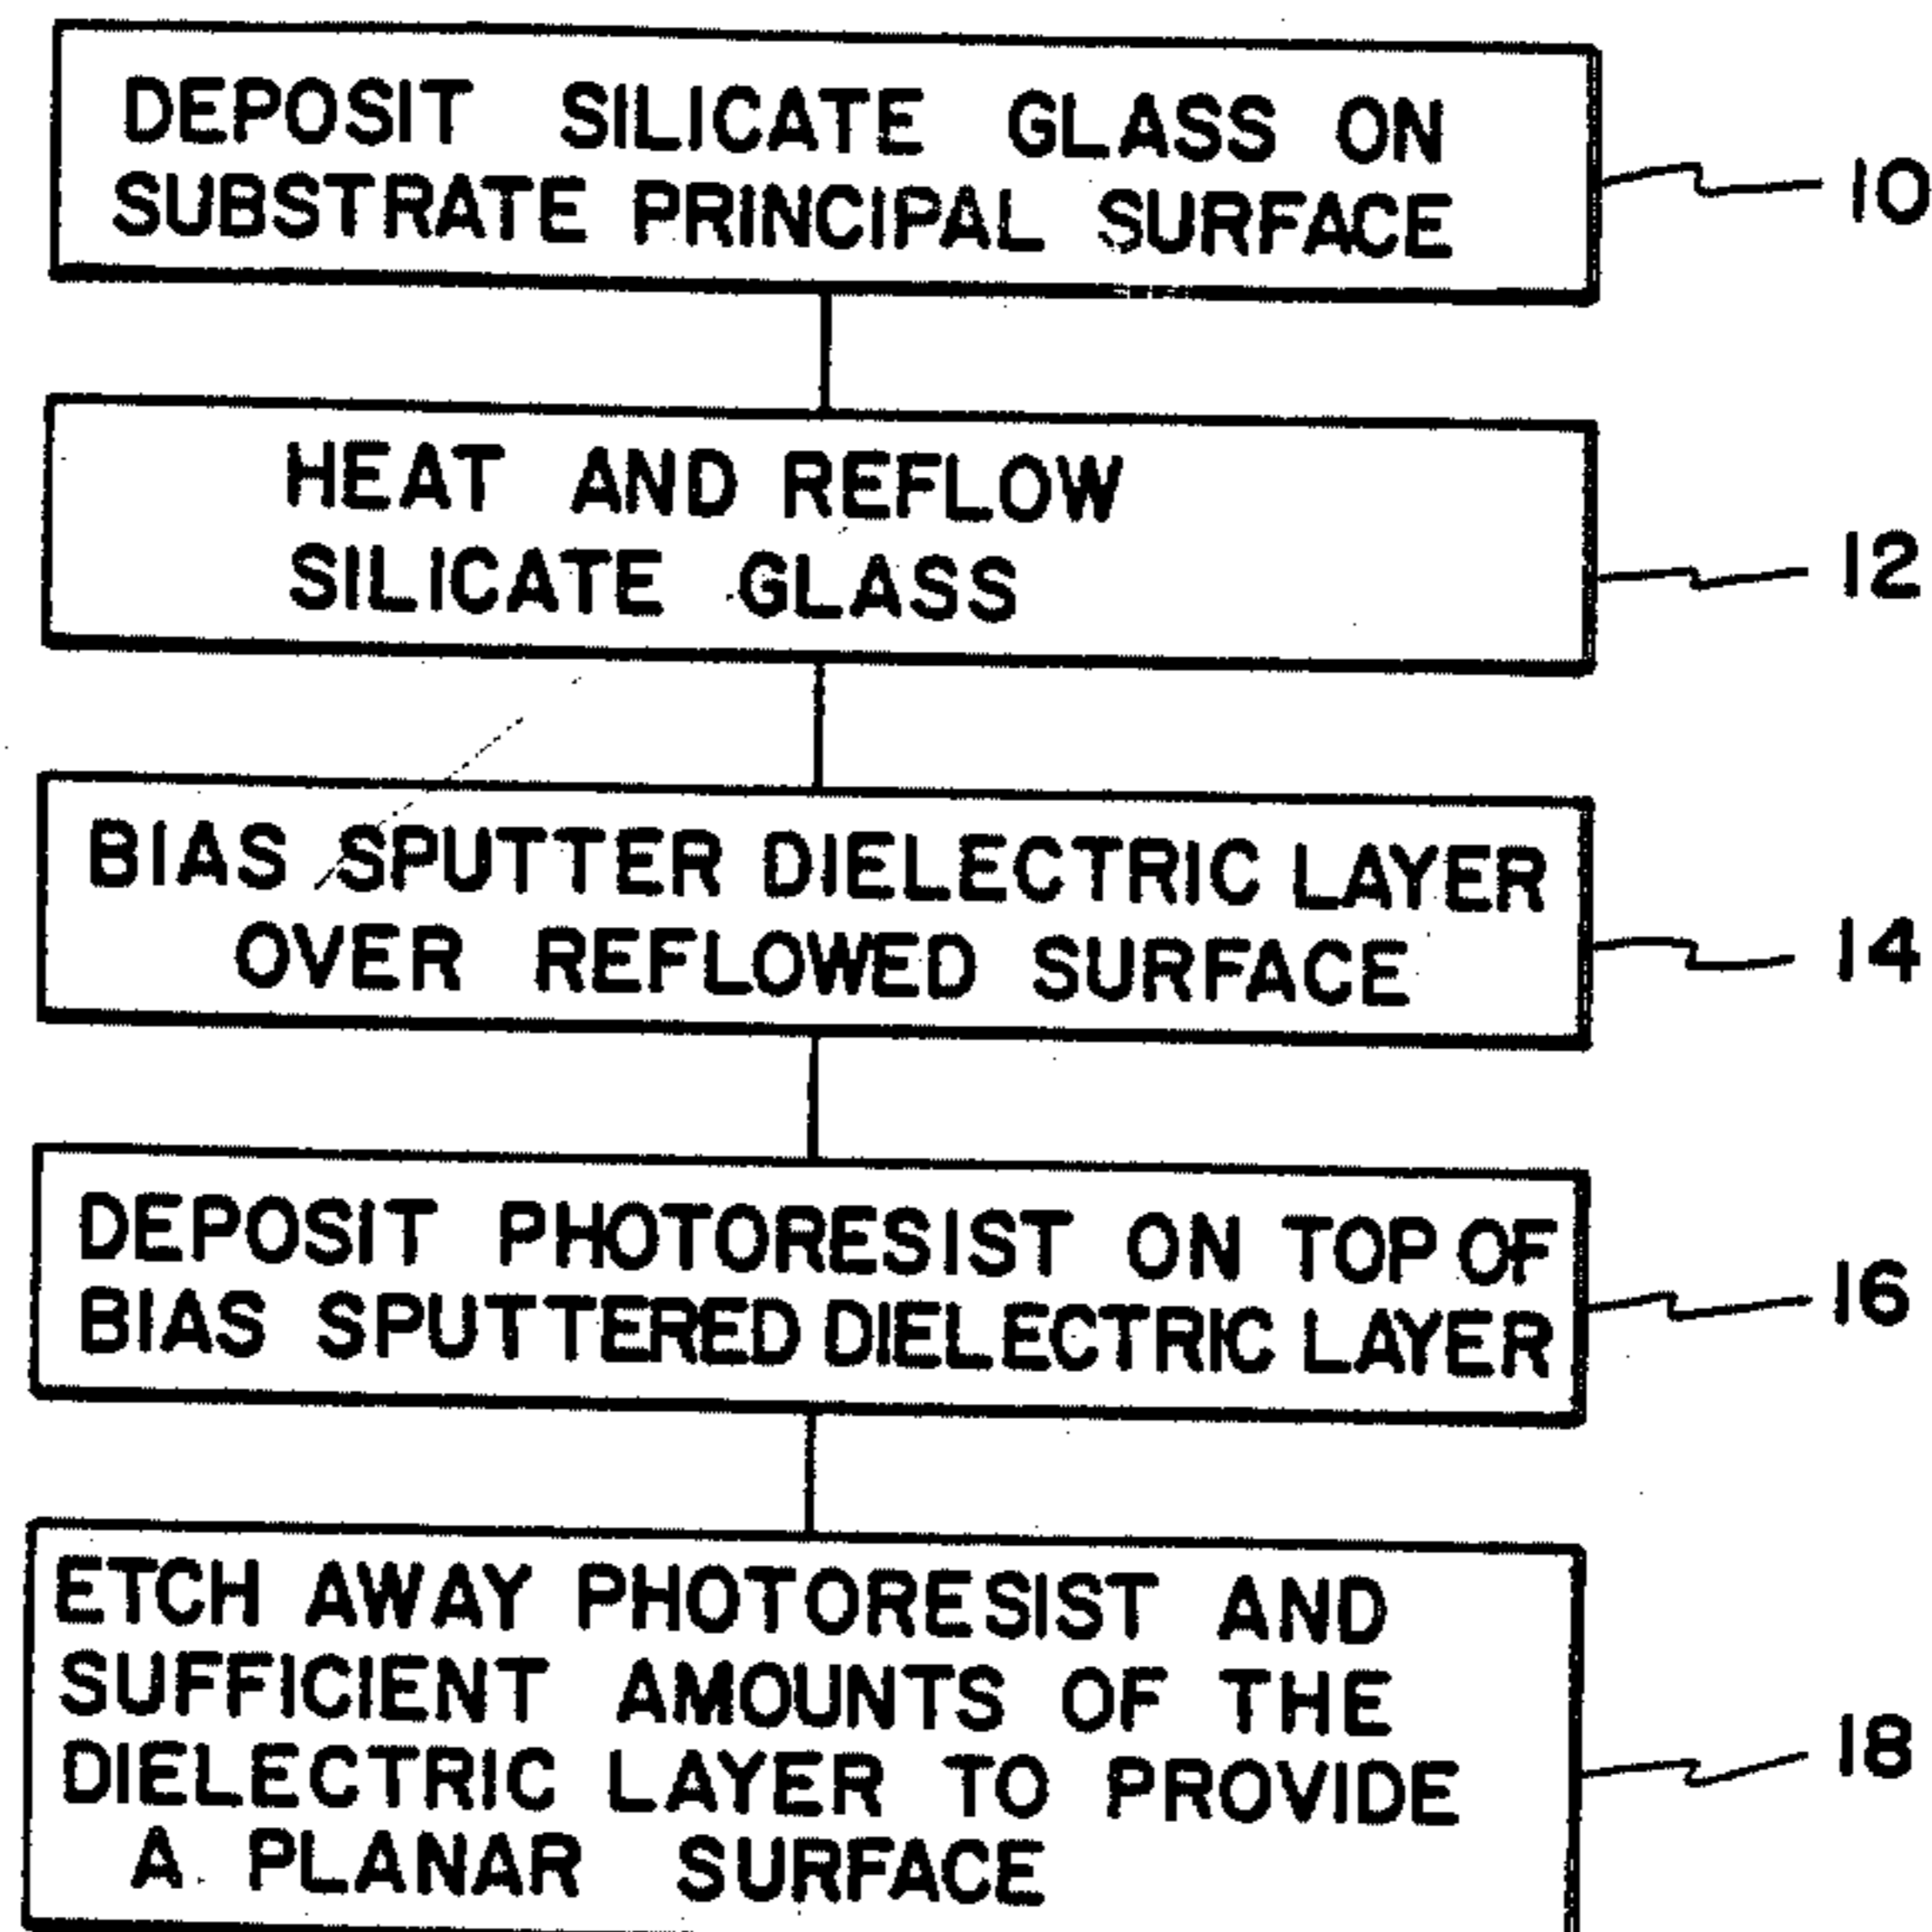 DEPOSIT SILICATE GLASS ON
SUBSTRATE PRINCIPAL SURFACE
10
HEAT AND REFLOW
SILICATE GLASS
12
BIAS SPUTTER DIELECTRIC LAYER
OVER REFLOWED SURFACE
14
DEPOSIT PHOTORESIST ON TOP OF
BIAS SPUTTERED DIELECTRIC LAYER
16
ETCH AWAY PHOTORESIST AND
SUFFICIENT AMOUNTS OF THE
DIELECTRIC LAYER TO PROVIDE
A PLANAR SURFACE
18